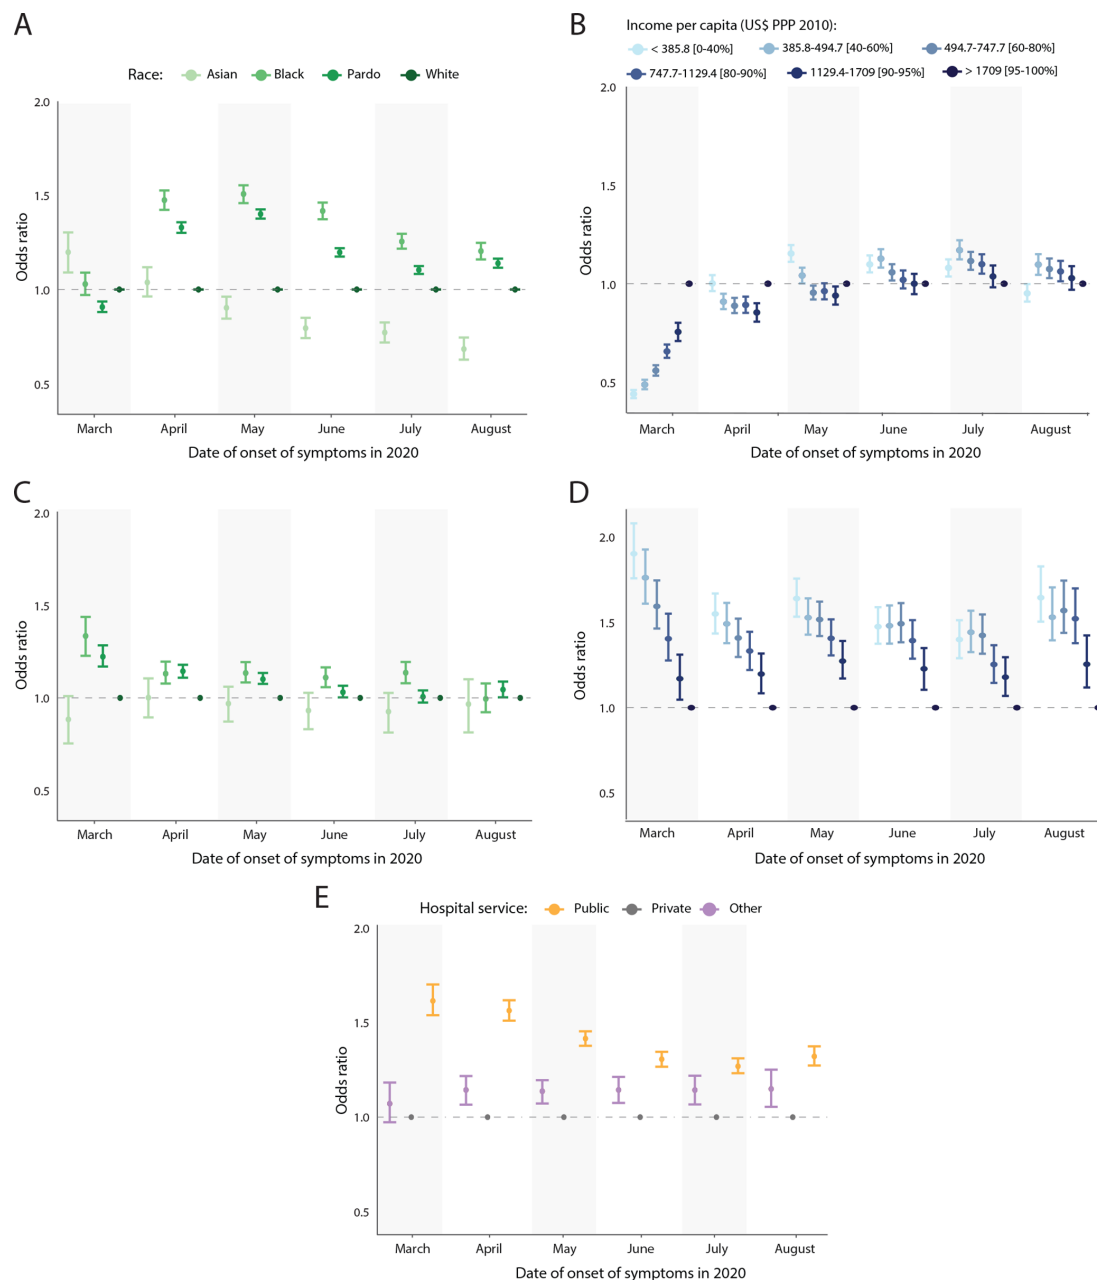 A
Race: Asian Black Pardo White
2.0
1.5
1.0
0.5
Odds ratio
March April May June July August
Date of onset of symptoms in 2020
B
Income per capita (US$ PPP 2010):
< 385.8 [0-40%] 385.8-494.7 [40-60%] 494.7-747.7 [60-80%]
747.7-1129.4 [80-90%] 1129.4-1709 [90-95%] > 1709 [95-100%]
2.0
1.5
1.0
0.5
Odds ratio
March April May June July August
Date of onset of symptoms in 2020
C
2.0
1.5
1.0
0.5
Odds ratio
March April May June July August
Date of onset of symptoms in 2020
D
2.0
1.5
1.0
0.5
Odds ratio
March April May June July August
Date of onset of symptoms in 2020
E
Hospital service: Public Private Other
2.0
1.5
1.0
0.5
Odds ratio
March April May June July August
Date of onset of symptoms in 2020